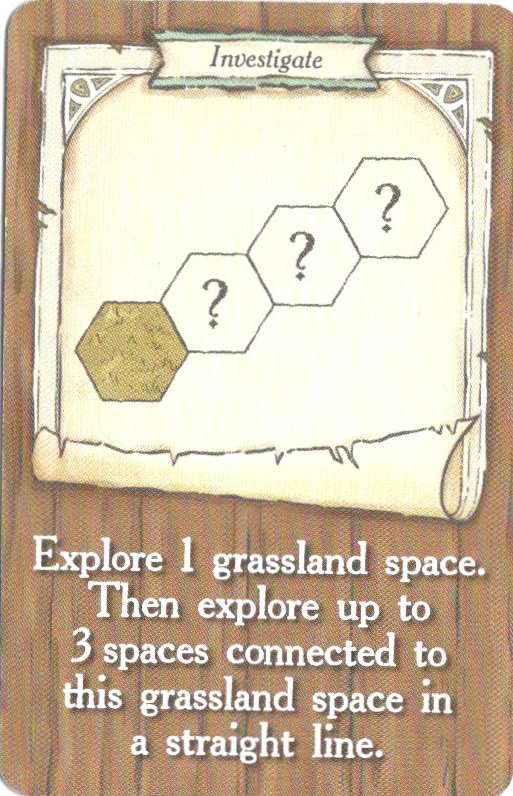 Investigate
?
?
?
Explore 1 grassland space.
Then explore up to
3 spaces connected to
this grassland space in
a straight line.